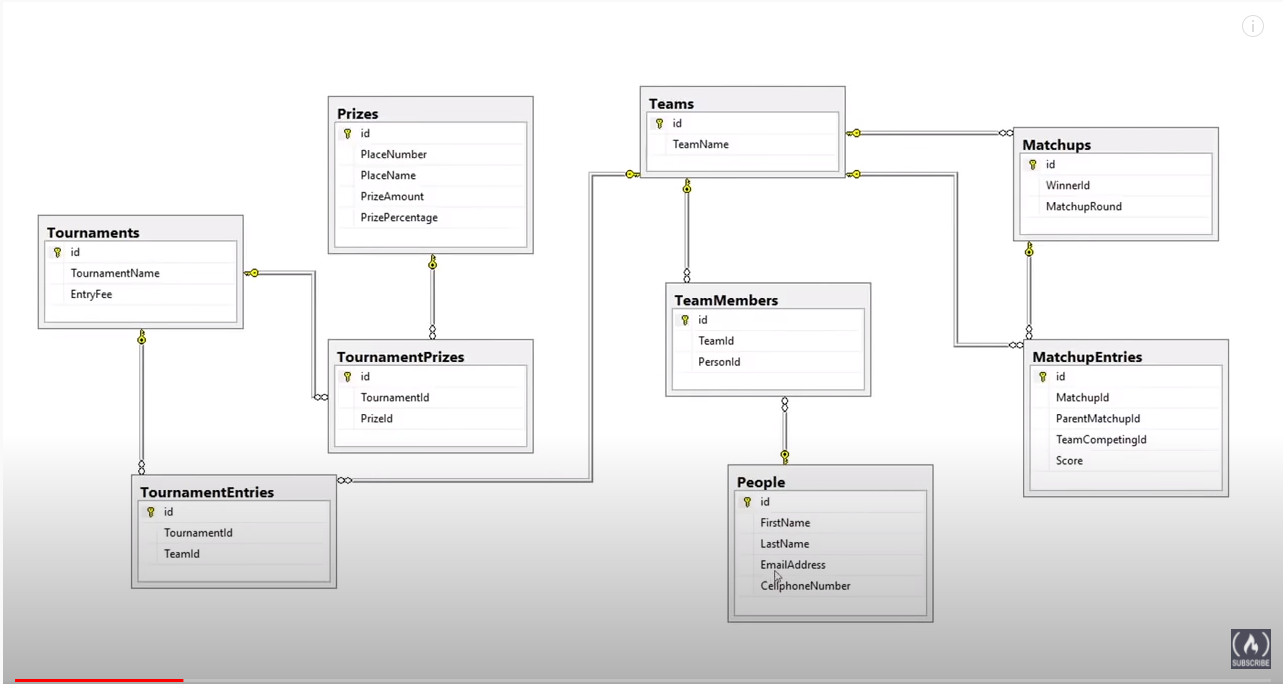 Tournaments
id
TournamentName
EntryFee
Prizes
id
PlaceNumber
PlaceName
PrizeAmount
PrizePercentage
TournamentPrizes
id
TournamentId
PrizeId
TournamentEntries
id
TournamentId
TeamId
Teams
id
TeamName
TeamMembers
id
TeamId
PersonId
People
id
FirstName
LastName
EmailAddress
CellphoneNumber
Matchups
id
WinnerId
MatchupRound
MatchupEntries
id
MatchupId
ParentMatchupId
TeamCompetingId
Score
SUBSCRIBE